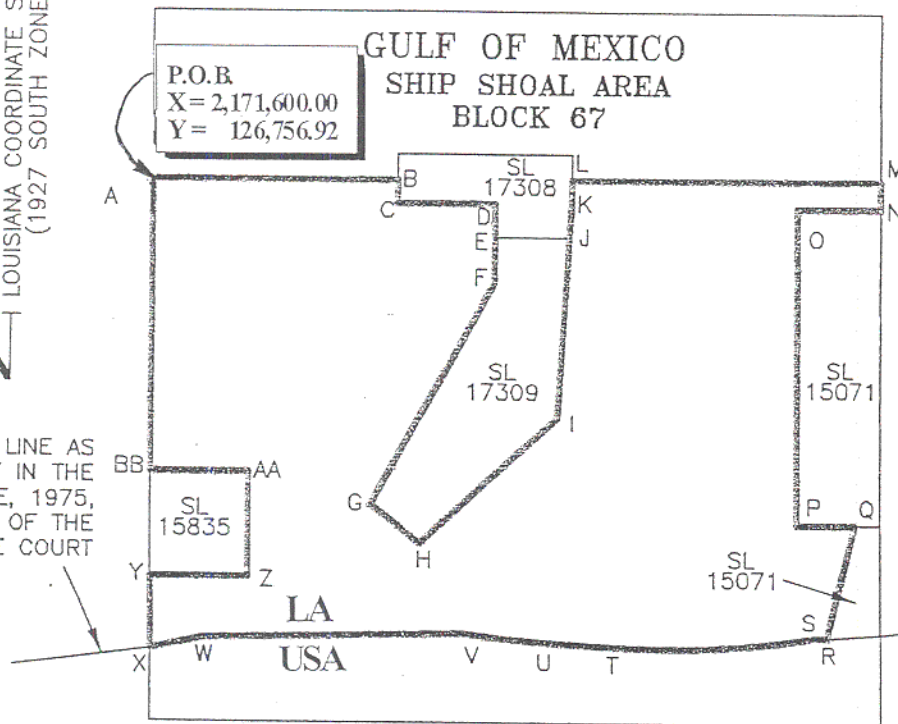 LOUISIANA COORDINATE S
(1927 SOUTH ZONE
GULF OF MEXICO
SHIP SHOAL AREA
BLOCK 67
P.O.B.
X= 2,171,600.00
Y= 126,756.92
A
B
C
D
E
F
SL
17308
L
K
J
M
N
O
SL
17309
I
SL
15071
G
H
P
Q
BB
AA
SL
15835
Y
Z
LINE AS
IN THE
E, 1975,
OF THE
COURT
SL
15071
LA
USA
X
W
V
U
T
S
R